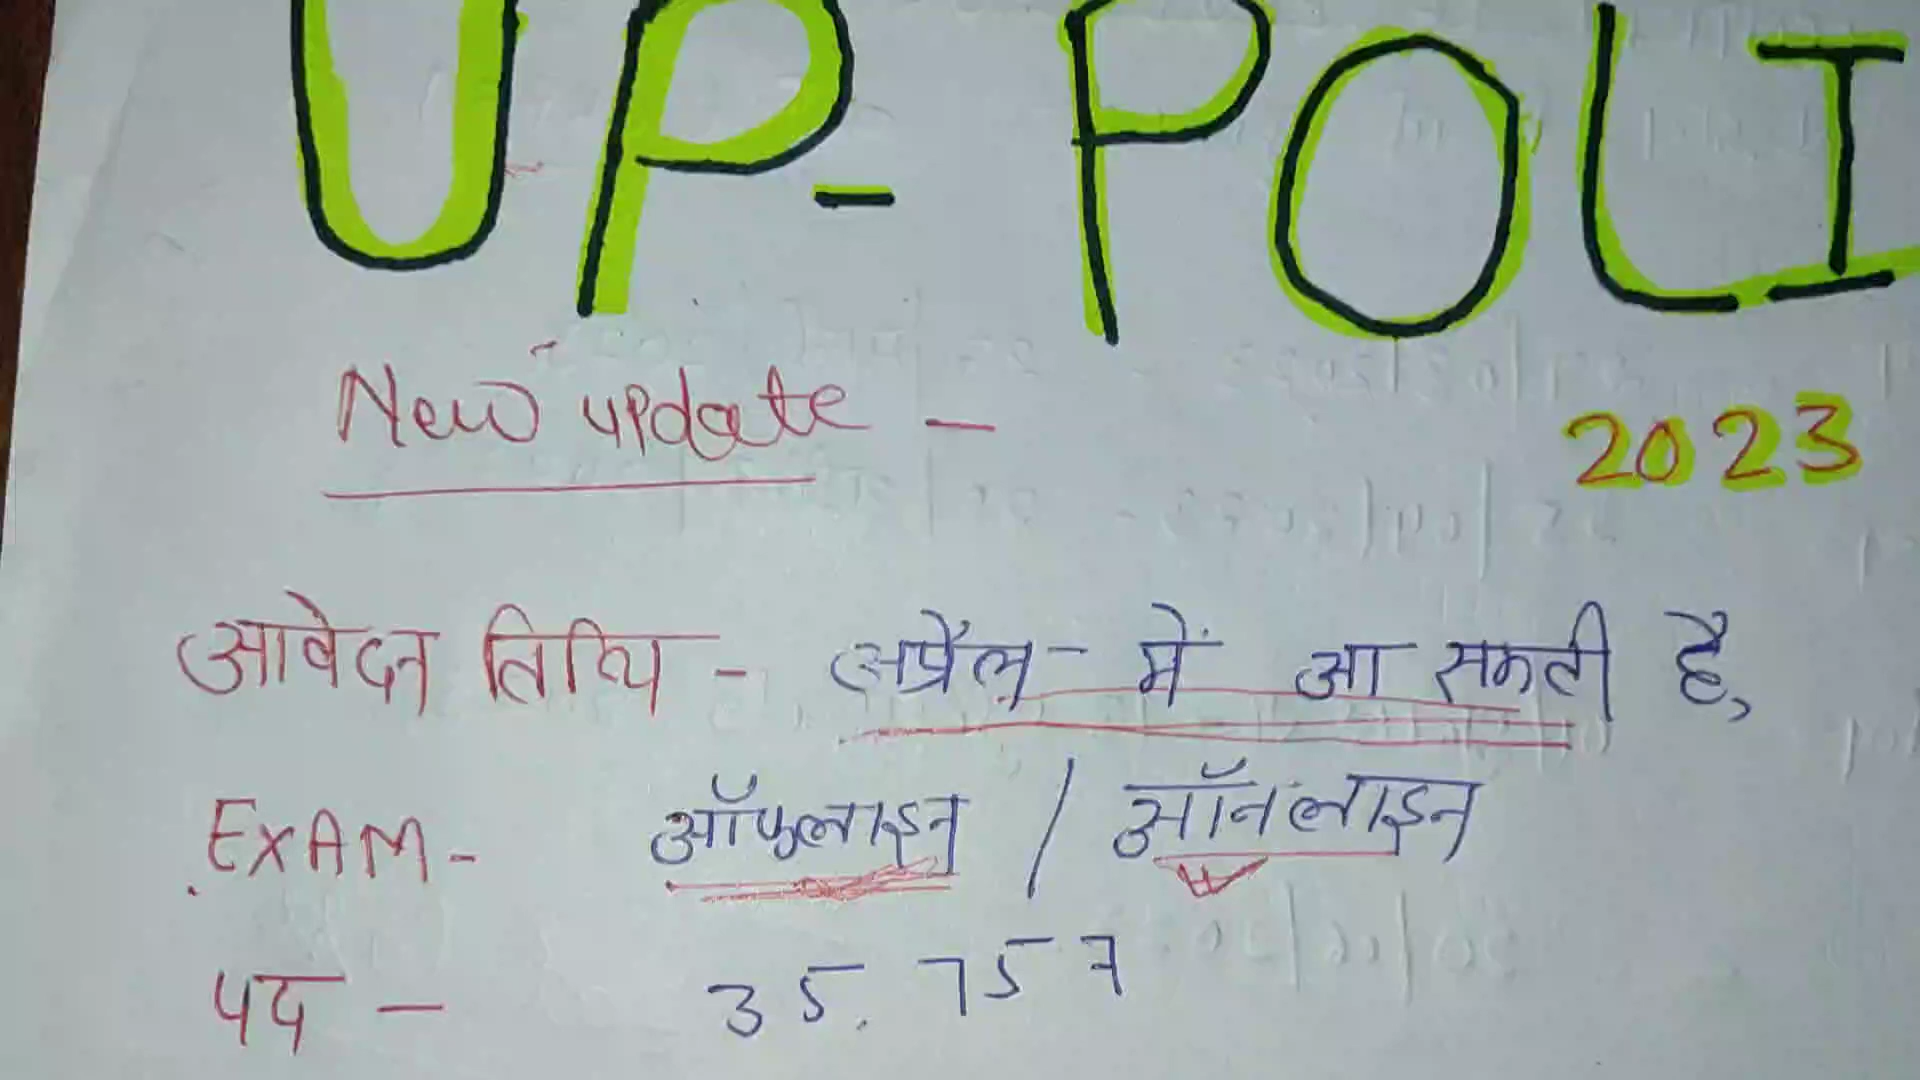 UP- POLI
New update -
2023
आवेदन तिथि - अप्रैल - में आ सकती है,
EXAM - ऑफलाइन / ऑनलाइन
पद - 35.757